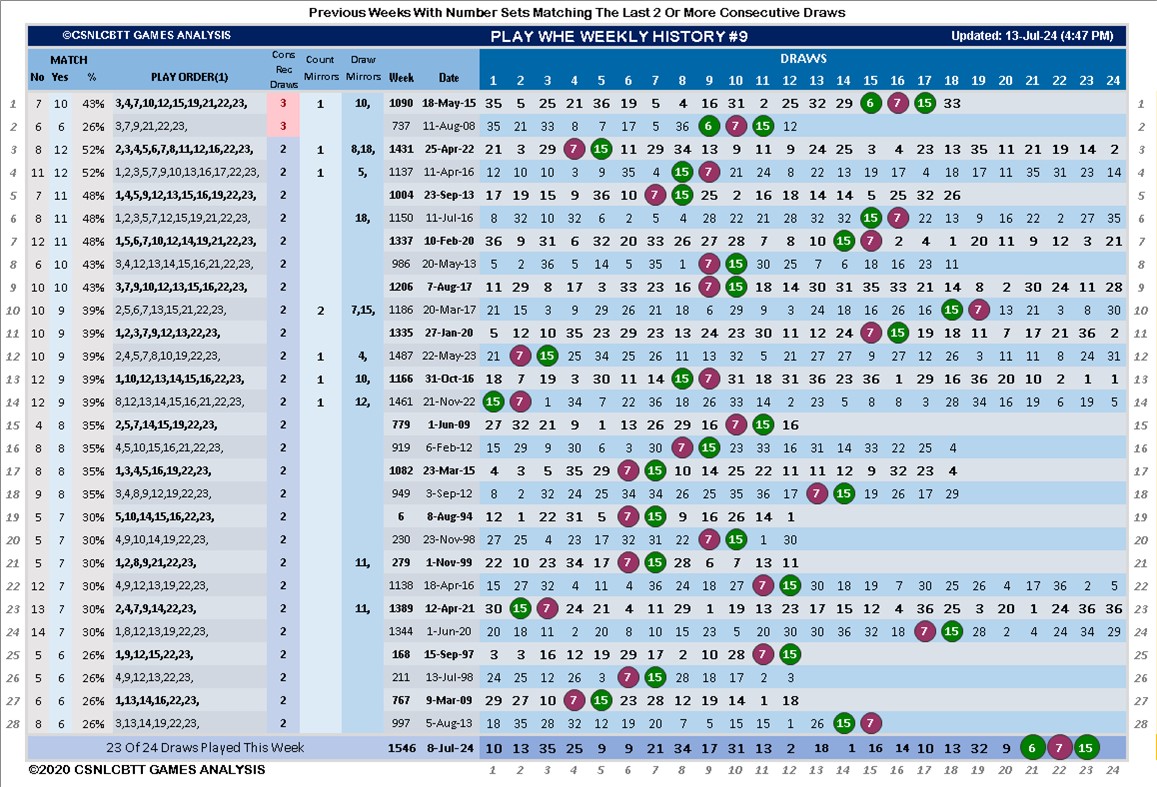 Previous Weeks With Number Sets Matching The Last 2 Or More Consecutive Draws
©CSNLCBTT GAMES ANALYSIS PLAY WHE WEEKLY HISTORY #9 Updated: 13-Jul-24 (4:47 PM)
MATCH Cons Count Draw DRAWS
No Yes % PLAY ORDER(1) Rec Draws Mirrors Mirrors Week Date 1 2 3 4 5 6 7 8 9 10 11 12 13 14 15 16 17 18 19 20 21 22 23 24
1 7 10 43% 3,4,7,10,12,15,19,21,22,23, 3 1 10, 1090 18-May-15 35 5 25 21 36 19 5 4 16 31 2 25 32 29 6 7 15 33 1
2 6 6 26% 3,7,9,21,22,23, 3 737 11-Aug-08 35 21 33 8 7 17 5 36 6 7 15 12 2
3 8 12 52% 2,3,4,5,6,7,8,11,12,16,22,23, 2 1 8,18, 1431 25-Apr-22 21 3 29 7 15 11 29 34 13 9 11 9 24 25 3 4 23 13 35 11 21 19 14 2 3
4 11 12 52% 1,2,3,5,7,9,10,13,16,17,22,23, 2 1 5, 1137 11-Apr-16 12 10 10 3 9 35 4 15 7 21 24 8 22 13 19 17 4 18 17 11 35 31 23 14 4
5 7 11 48% 1,4,5,9,12,13,15,16,19,22,23, 2 1004 23-Sep-13 17 19 15 9 36 10 7 15 25 2 16 18 14 14 5 25 32 26 5
6 8 11 48% 1,2,3,5,7,12,15,19,21,22,23, 2 18, 1150 11-Jul-16 8 32 10 32 6 2 5 4 28 22 21 28 32 32 15 7 22 13 9 16 22 2 27 35 6
7 12 11 48% 1,5,6,7,10,12,14,19,21,22,23, 2 1337 10-Feb-20 36 9 31 6 32 20 33 26 27 28 7 8 10 15 7 2 4 1 20 11 9 12 3 21 7
8 6 10 43% 3,4,12,13,14,15,16,21,22,23, 2 986 20-May-13 5 2 36 5 14 5 35 1 7 15 30 25 7 6 18 16 23 11 8
9 10 10 43% 3,7,9,10,12,13,15,16,22,23, 2 1206 7-Aug-17 11 29 8 17 3 33 23 16 7 15 18 14 30 31 35 33 21 14 8 2 30 24 11 28 9
10 10 9 39% 2,5,6,7,13,15,21,22,23, 2 2 7,15, 1186 20-Mar-17 21 15 3 9 29 26 21 18 6 29 9 3 24 18 16 26 16 15 7 13 21 3 8 30 10
11 10 9 39% 1,2,3,7,9,12,13,22,23, 2 1335 27-Jan-20 5 12 10 35 23 29 23 13 24 23 30 11 12 24 7 15 19 18 11 7 17 21 36 2 11
12 10 9 39% 2,4,5,7,8,10,19,22,23, 2 1 4, 1487 22-May-23 21 7 15 25 34 25 26 11 13 32 5 21 27 27 9 27 12 26 3 11 11 8 24 31 12
13 12 9 39% 1,10,12,13,14,15,16,22,23, 2 1 10, 1166 31-Oct-16 18 7 19 3 30 11 14 15 7 31 18 31 36 23 36 1 29 16 36 20 10 2 1 1 13
14 12 9 39% 8,12,13,14,15,16,21,22,23, 2 1 12, 1461 21-Nov-22 15 7 1 34 7 22 36 18 26 33 14 2 23 5 8 8 3 28 34 16 19 6 19 5 14
15 4 8 35% 2,5,7,14,15,19,22,23, 2 779 1-Jun-09 27 32 21 9 1 13 26 29 16 7 15 16 15
16 8 8 35% 4,5,10,15,16,21,22,23, 2 919 6-Feb-12 15 29 9 30 6 3 30 7 15 23 33 16 31 14 33 22 25 4 16
17 8 8 35% 1,3,4,5,16,19,22,23, 2 1082 23-Mar-15 4 3 5 35 29 7 15 10 14 25 22 11 11 12 9 32 23 4 17
18 9 8 35% 3,4,8,9,12,19,22,23, 2 949 3-Sep-12 8 2 32 24 25 34 34 26 25 35 32 17 7 15 19 26 17 29 18
19 5 7 30% 5,10,14,15,16,22,23, 2 6 8-Aug-94 12 1 22 31 5 7 15 9 16 26 14 1 19
20 5 7 30% 4,9,10,14,19,22,23, 2 230 23-Nov-98 27 25 4 23 17 32 31 22 7 15 1 30 20
21 5 7 30% 1,2,8,9,21,22,23, 2 11, 279 1-Nov-99 22 10 23 34 17 7 15 28 6 7 13 11 21
22 12 7 30% 4,9,12,13,19,22,23, 2 1138 18-Apr-16 15 27 32 4 11 4 36 24 18 27 7 15 30 18 19 7 30 25 26 4 17 36 2 5 22
23 13 7 30% 2,4,7,9,14,22,23, 2 11, 1389 12-Apr-21 30 15 7 24 21 4 11 29 1 19 13 23 17 15 12 4 36 25 3 20 1 24 36 36 23
24 14 7 30% 1,8,12,13,19,22,23, 2 1344 1-Jun-20 20 18 11 2 20 8 10 15 23 5 20 30 30 36 32 18 7 15 28 2 4 24 34 29 24
25 5 6 26% 1,9,12,15,22,23, 2 168 15-Sep-97 3 3 16 12 19 29 17 2 10 28 7 15 25
26 5 6 26% 4,9,12,13,22,23, 2 211 13-Jul-98 24 25 12 26 3 7 15 28 18 17 2 3 26
27 6 6 26% 1,13,14,16,22,23, 2 767 9-Mar-09 29 27 10 7 15 23 28 12 19 14 1 18 27
28 8 6 26% 3,13,14,19,22,23, 2 997 5-Aug-13 18 35 28 32 12 19 20 7 5 15 15 1 26 15 7 28
23 Of 24 Draws Played This Week 1546 8-Jul-24 10 13 35 25 9 9 21 34 17 31 13 2 18 1 16 14 10 13 32 9 6 7 15
©2020 CSNLCBTT GAMES ANALYSIS 1 2 3 4 5 6 7 8 9 10 11 12 13 14 15 16 17 18 19 20 21 22 23 24